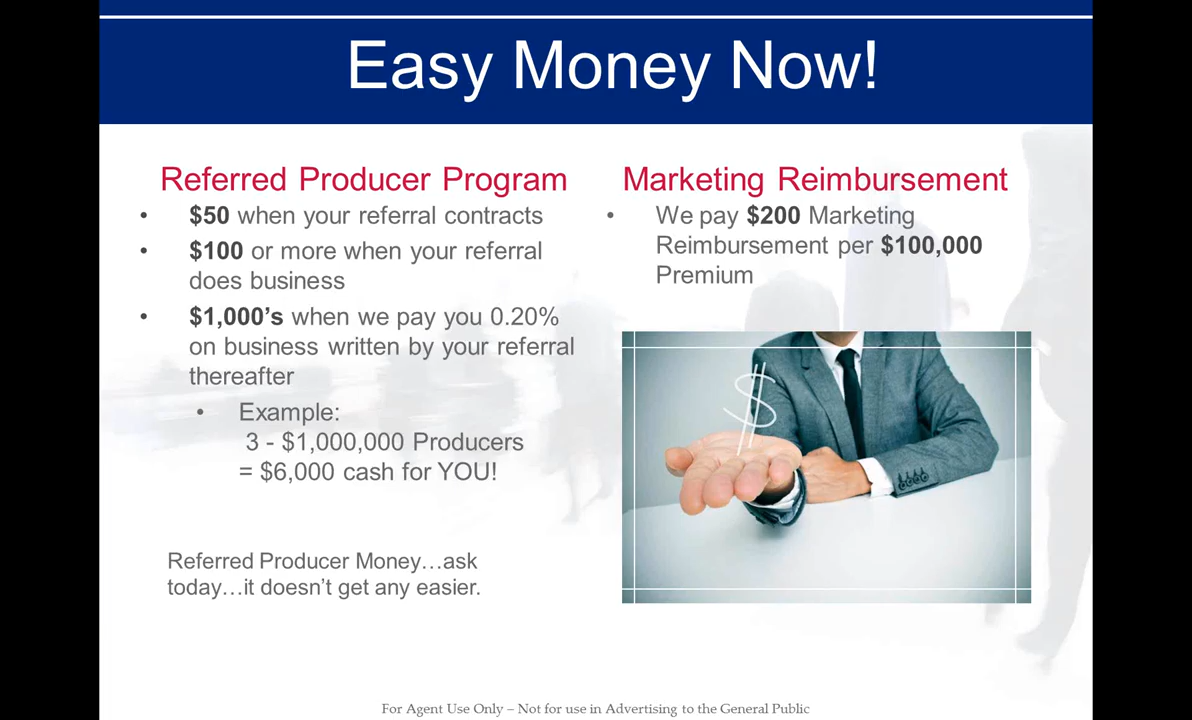 Easy Money Now!
Referred Producer Program
• $50 when your referral contracts
• $100 or more when your referral
does business
• $1,000’s when we pay you 0.20%
on business written by your referral
thereafter
• Example:
3 - $1,000,000 Producers
= $6,000 cash for YOU!
Referred Producer Money…ask
today…it doesn’t get any easier.
Marketing Reimbursement
• We pay $200 Marketing
Reimbursement per $100,000
Premium
$
For Agent Use Only – Not for use in Advertising to the General Public